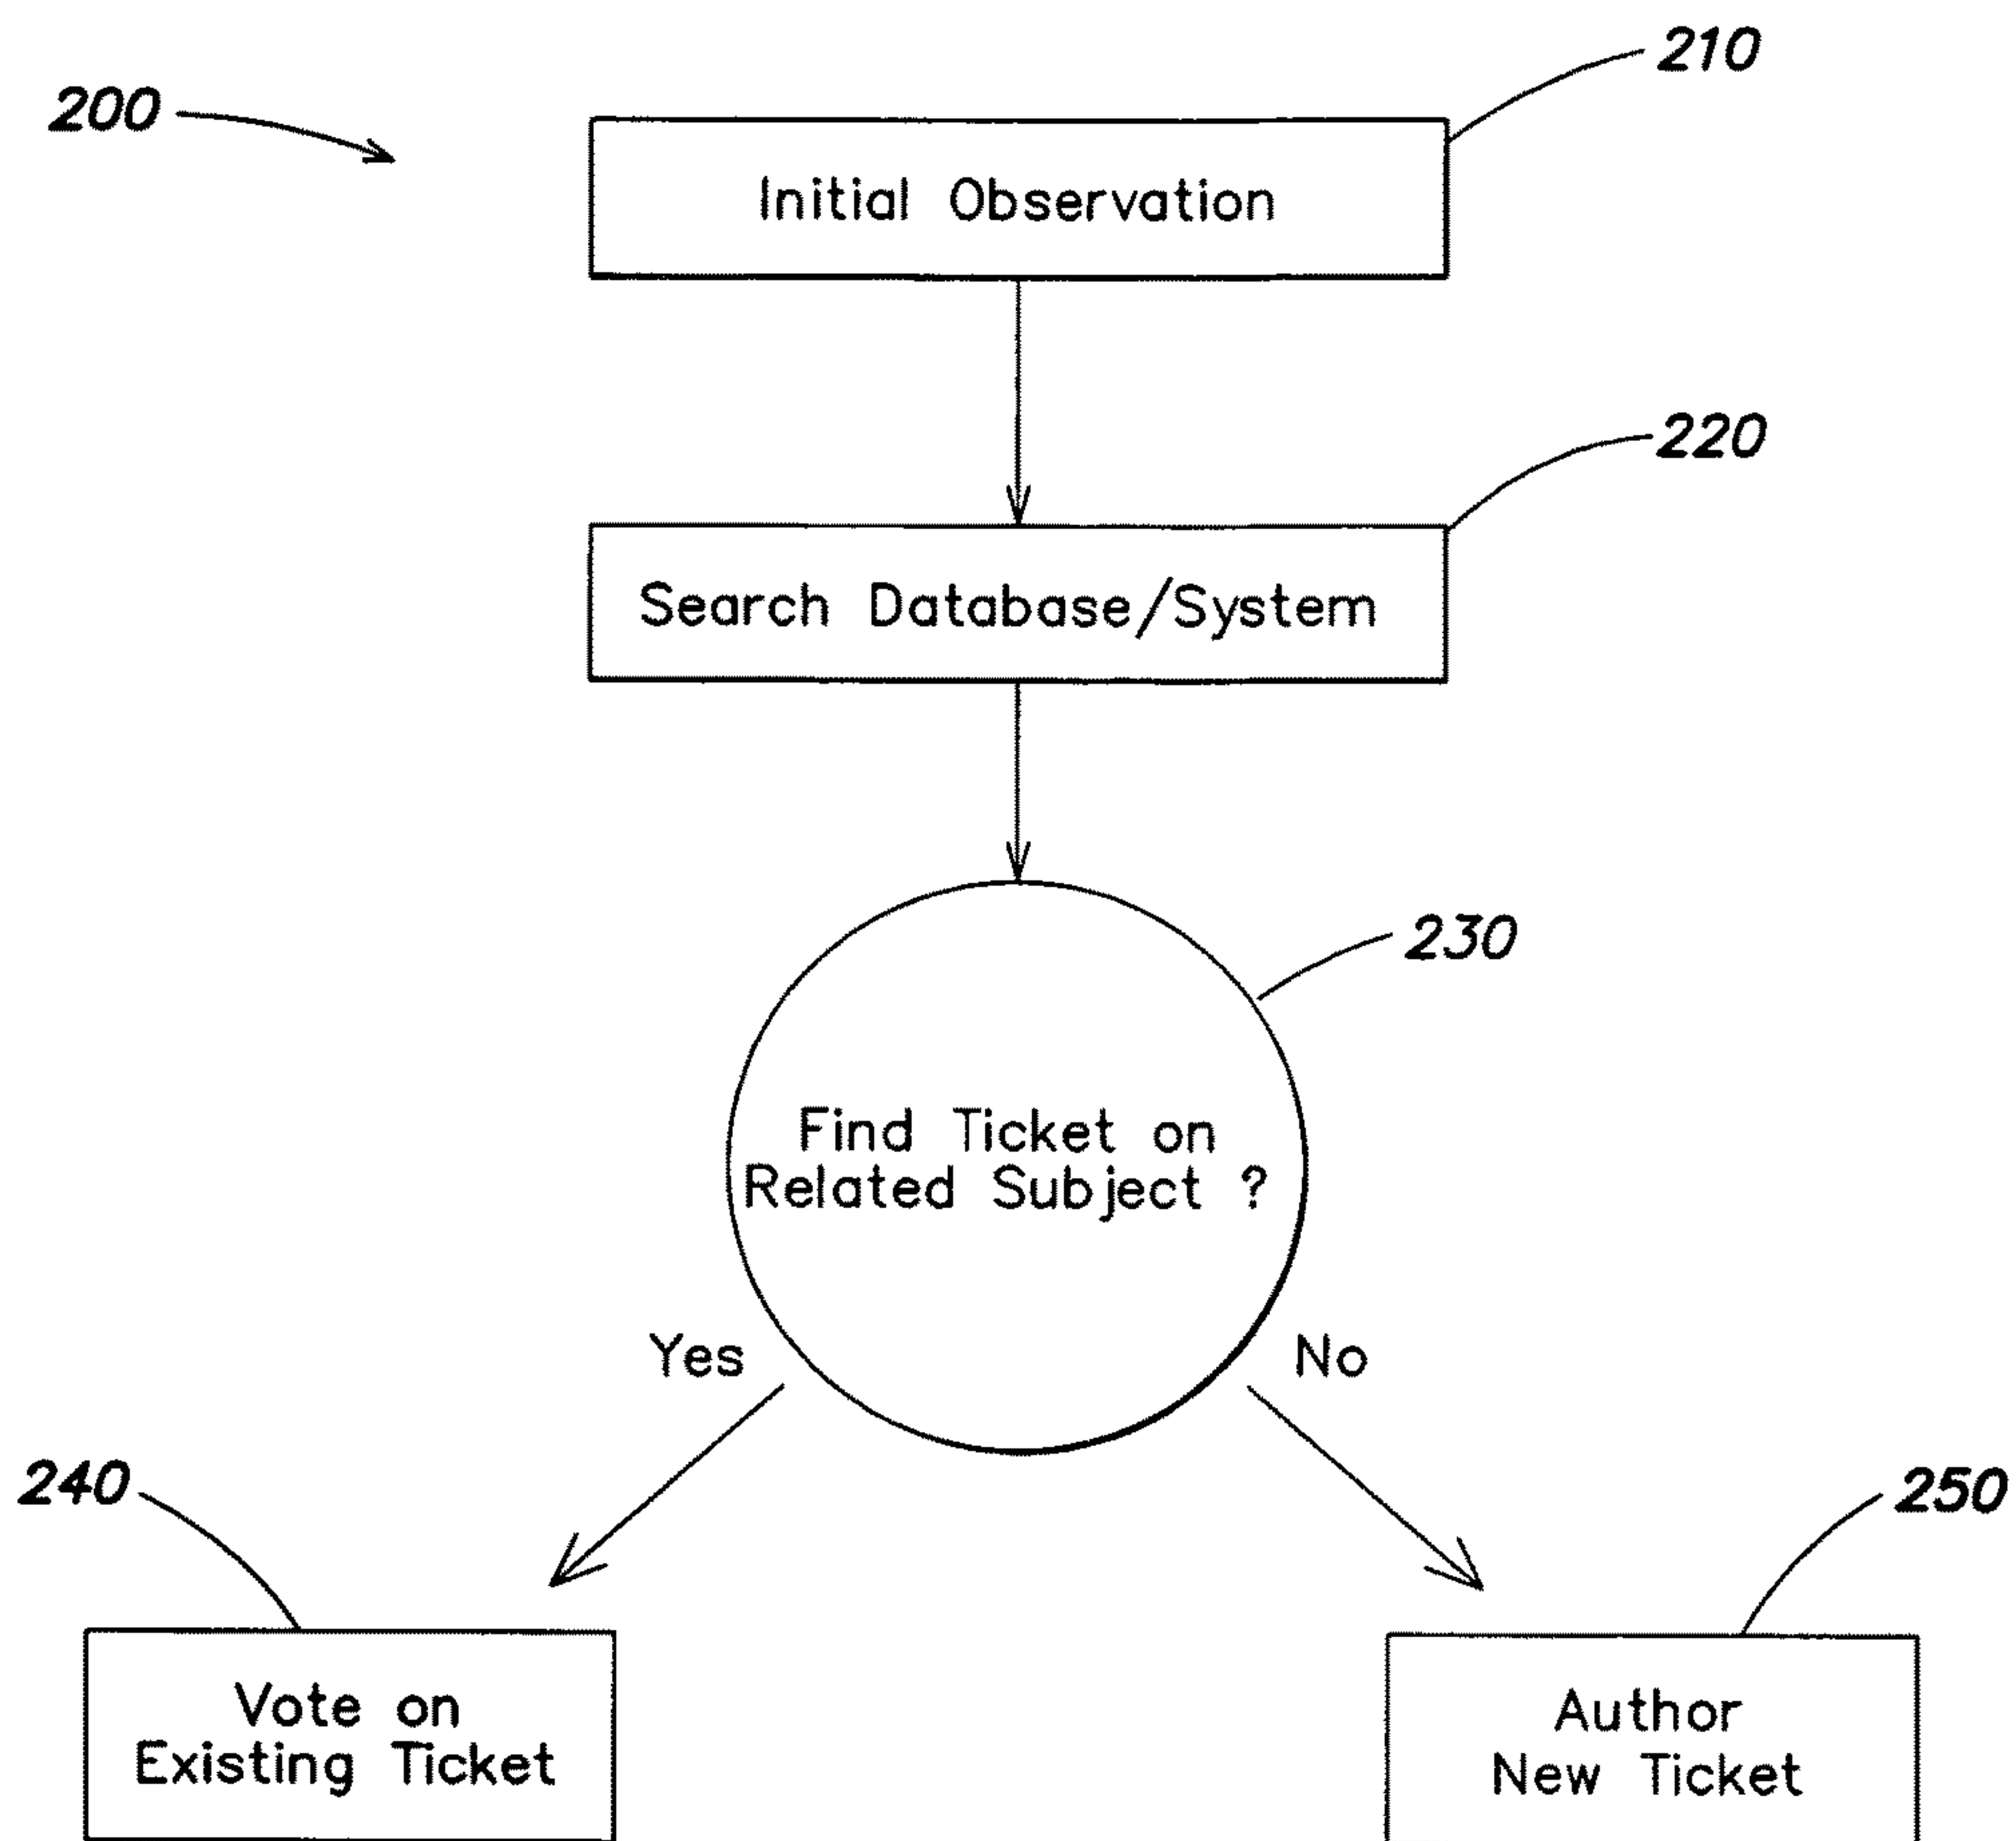 210
200
Initial Observation
220
Search Database/System
230
Find Ticket on
Related Subject ?
Yes
No
240
250
Vote on
Existing Ticket
Author
New Ticket